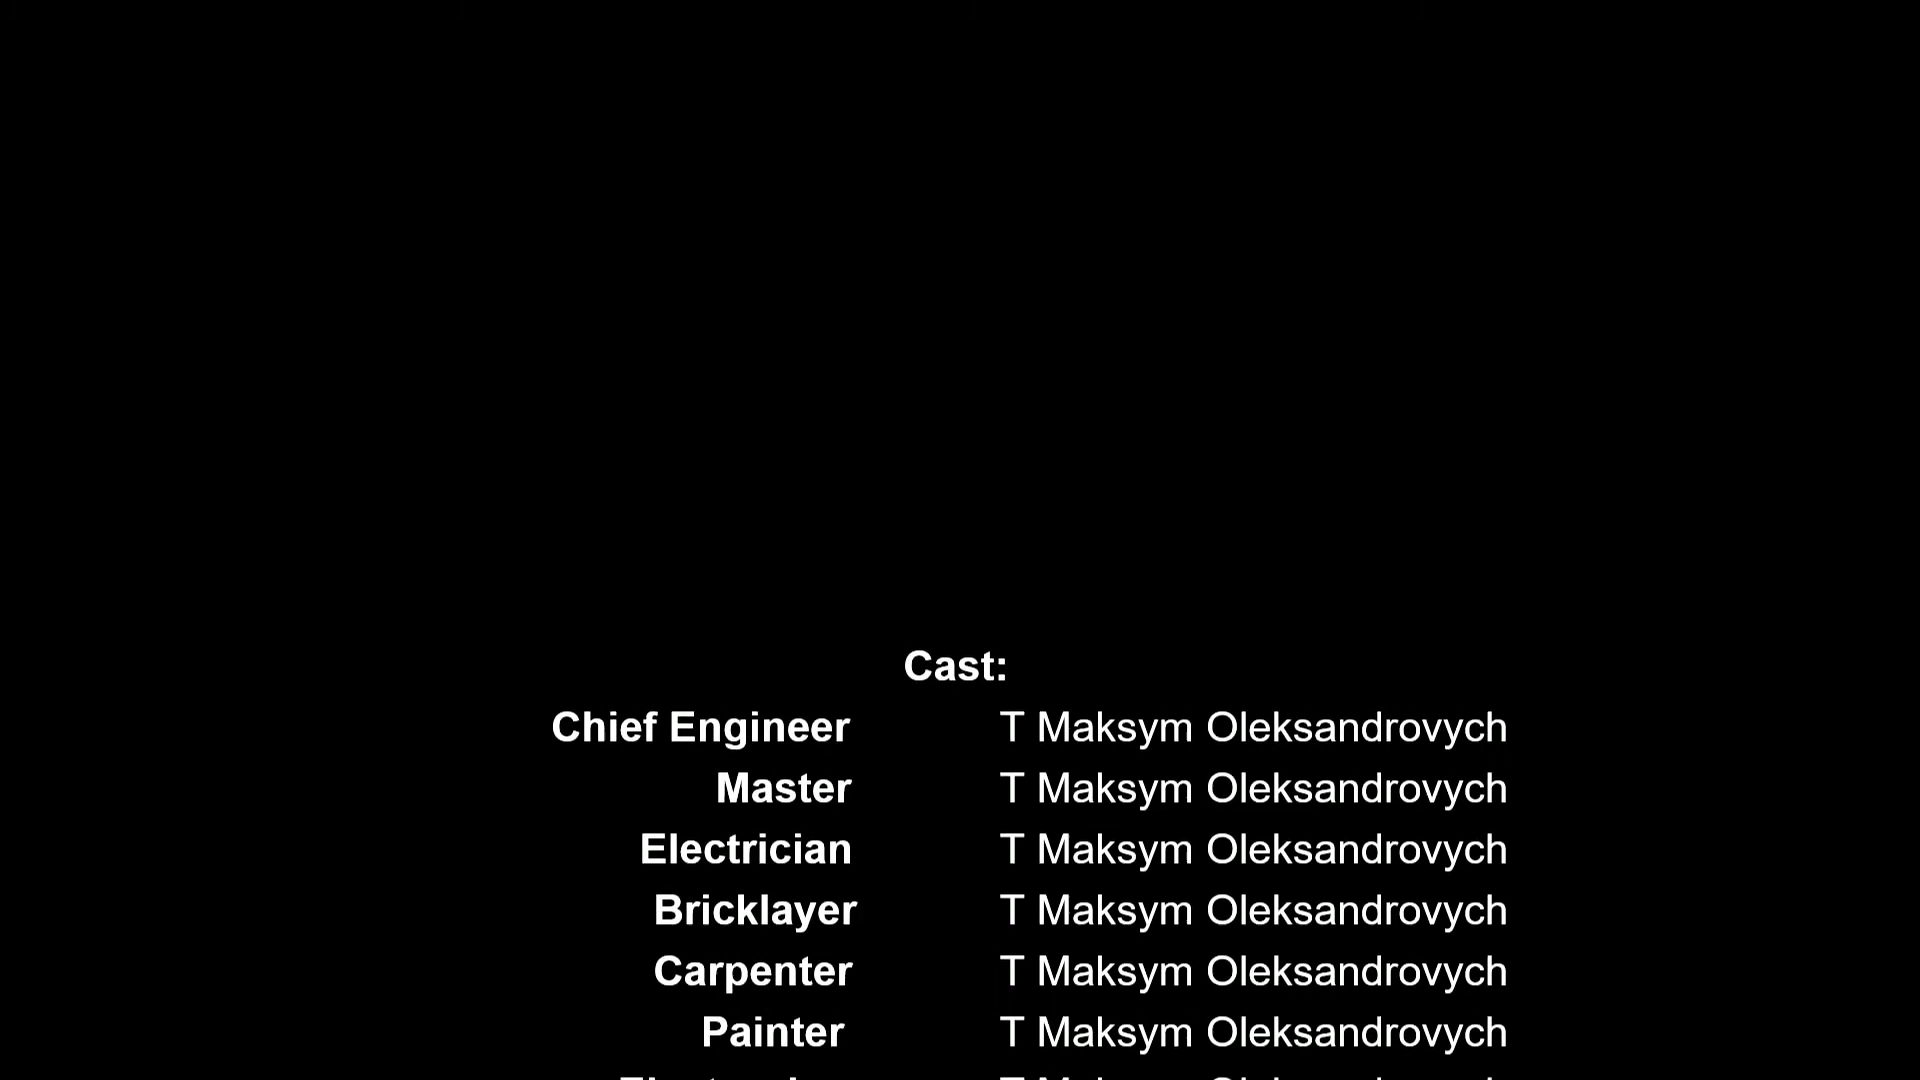 Cast:
Chief Engineer T Maksym Oleksandrovych
Master T Maksym Oleksandrovych
Electrician T Maksym Oleksandrovych
Bricklayer T Maksym Oleksandrovych
Carpenter T Maksym Oleksandrovych
Painter T Maksym Oleksandrovych